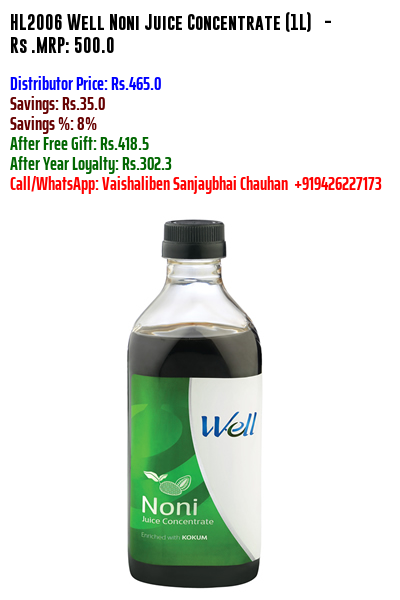 HL2006 Well Noni Juice Concentrate (1L) -
Rs .MRP: 500.0
Distributor Price: Rs.465.0
Savings: Rs.35.0
Savings %: 8%
After Free Gift: Rs.418.5
After Year Loyalty: Rs.302.3
Call/WhatsApp: Vaishaliben Sanjaybhai Chauhan +919426227173
Well
Noni
Juice Concentrate
Enriched with KOKUM